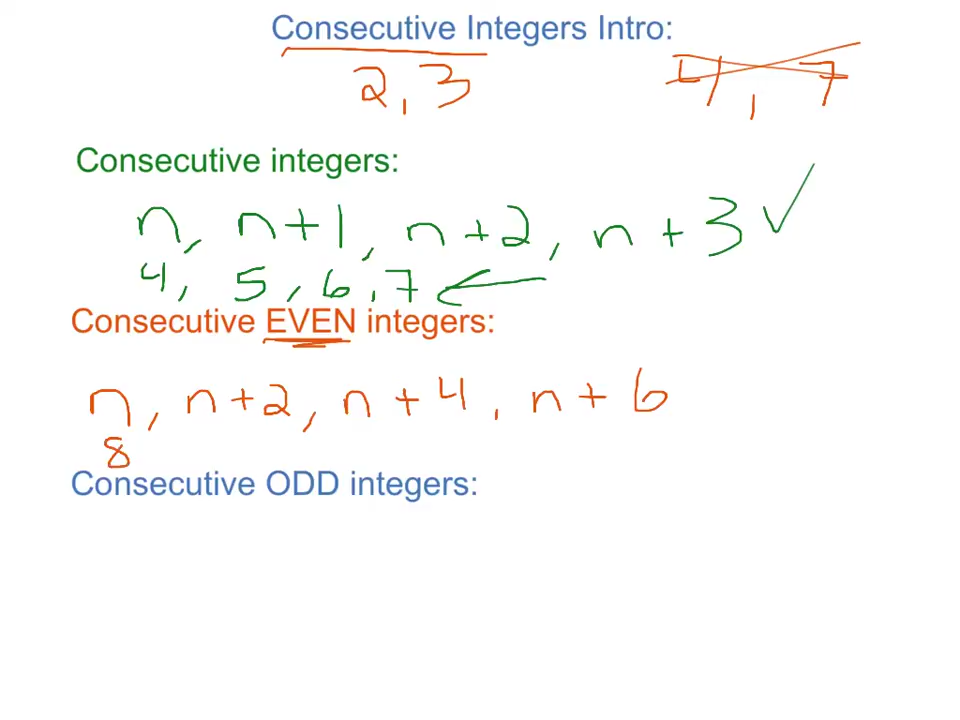 Consecutive Integers Intro:
2, 3 4, 7
Consecutive integers:
n, n+1, n+2, n+3
4, 5, 6, 7
Consecutive EVEN integers:
n, n+2, n+4, n+6
8
Consecutive ODD integers: